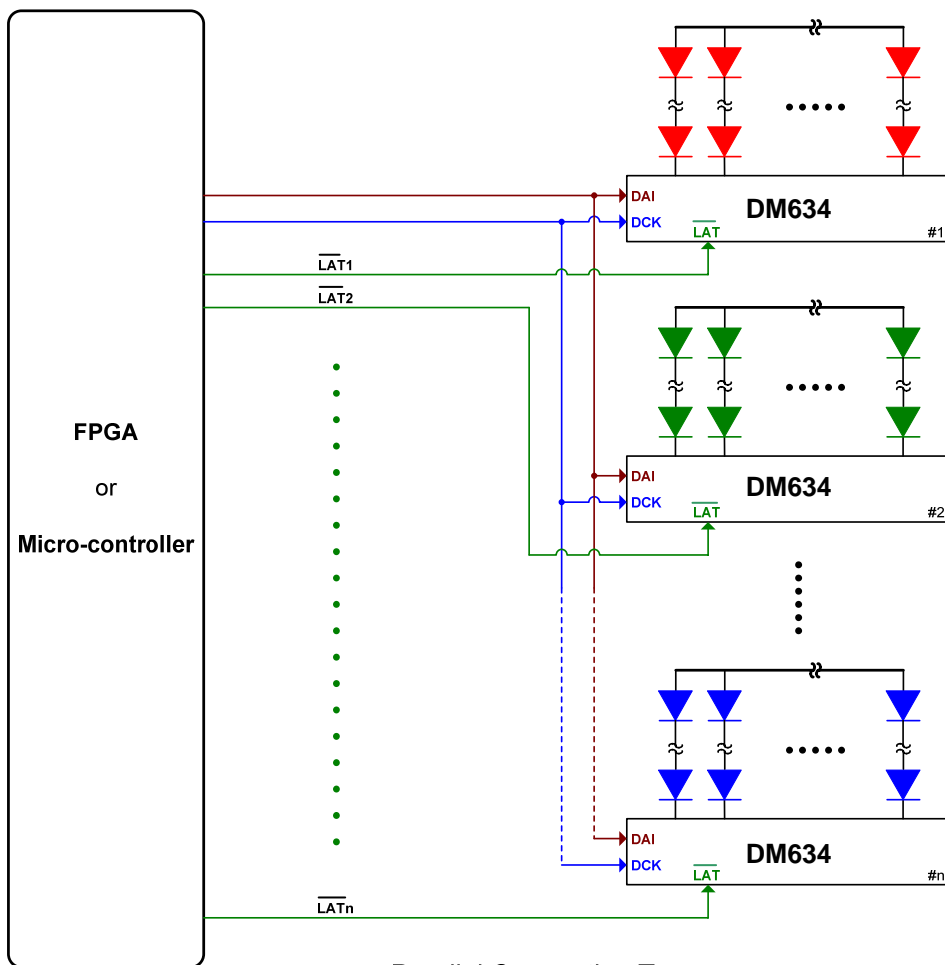 DAI
DM634
DCK
LAT
#1
LAT1
LAT2
FPGA
or
Micro-controller
DAI
DM634
DCK
LAT
#2
DAI
DM634
DCK
LAT
#n
LATn